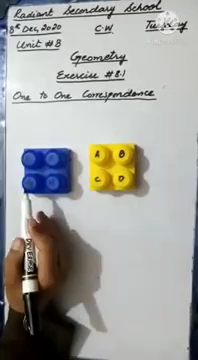 Radiant Secondary School
8th Dec, 2020 C.W Tuesday
Unit #8
Geometry
Exercise #8.1
One to One Correspondence
A B
C D